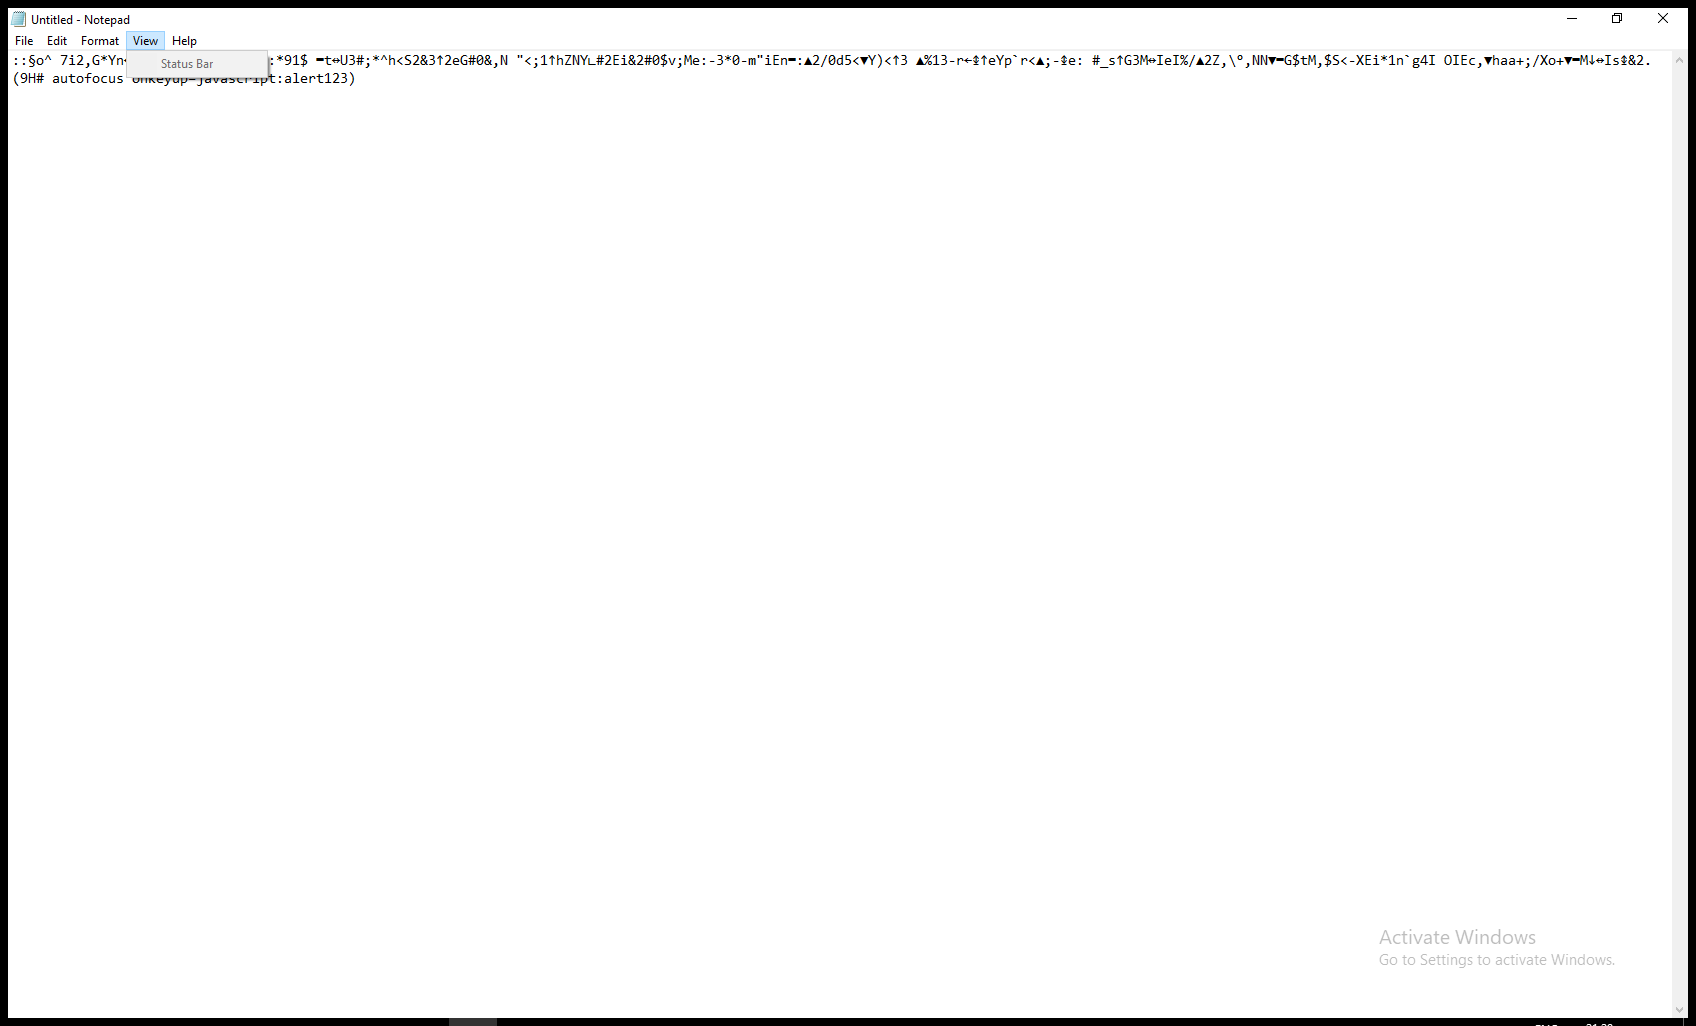 Untitled - Notepad
File Edit Format View Help
Status Bar
::§o^ 7i2,G*Yn :*91$ ▬t↔U3#;*^h<S2&3↑2eG#0&,N "<;1↑hZNY∟#2Ei&2#0$v;Me:-3*0-m"iEn▬:▲2/0d5<▼Y)<↑3 ▲%13-r←↨↑eYp`r<▲;-↨e: #_s↑G3M↔IeI%/▲2Z,\°,NN▼▬G$tM,$S<-XEi*1n`g4I OIEc,▼haa+;/Xo+▼▬M↓↔Is↨&2.
(9H# autofocus onkeyup=javascript:alert123)
Activate Windows
Go to Settings to activate Windows.